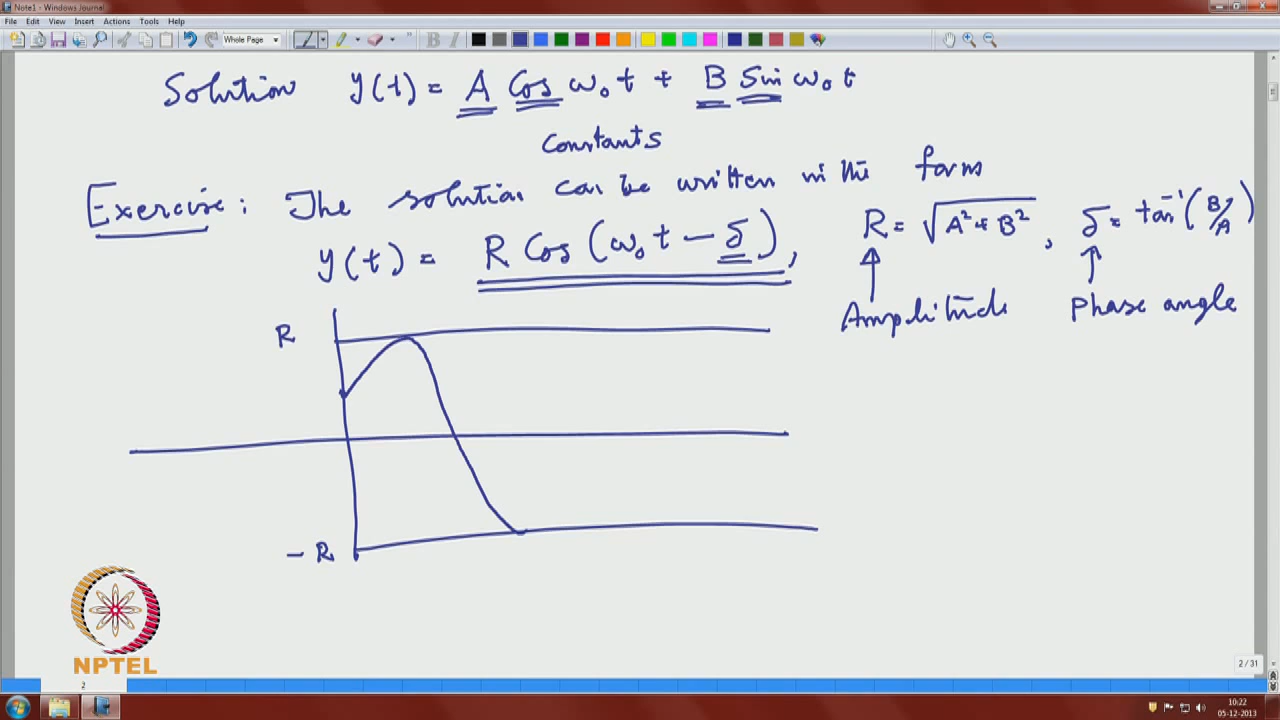 Note1 - Windows Journal
File Edit View Insert Actions Tools Help
Whole Page
B I
Solution y(t) = A Cos ω₀t + B Sin ω₀t
Constants
Exercise: The solution can be written in the form
y(t) = R Cos (ω₀t - δ), R = √A² + B², δ = tan⁻¹(B/A)
Amplitude Phase angle
R
- R
NPTEL
2 / 31
2
10:22
05-12-2013